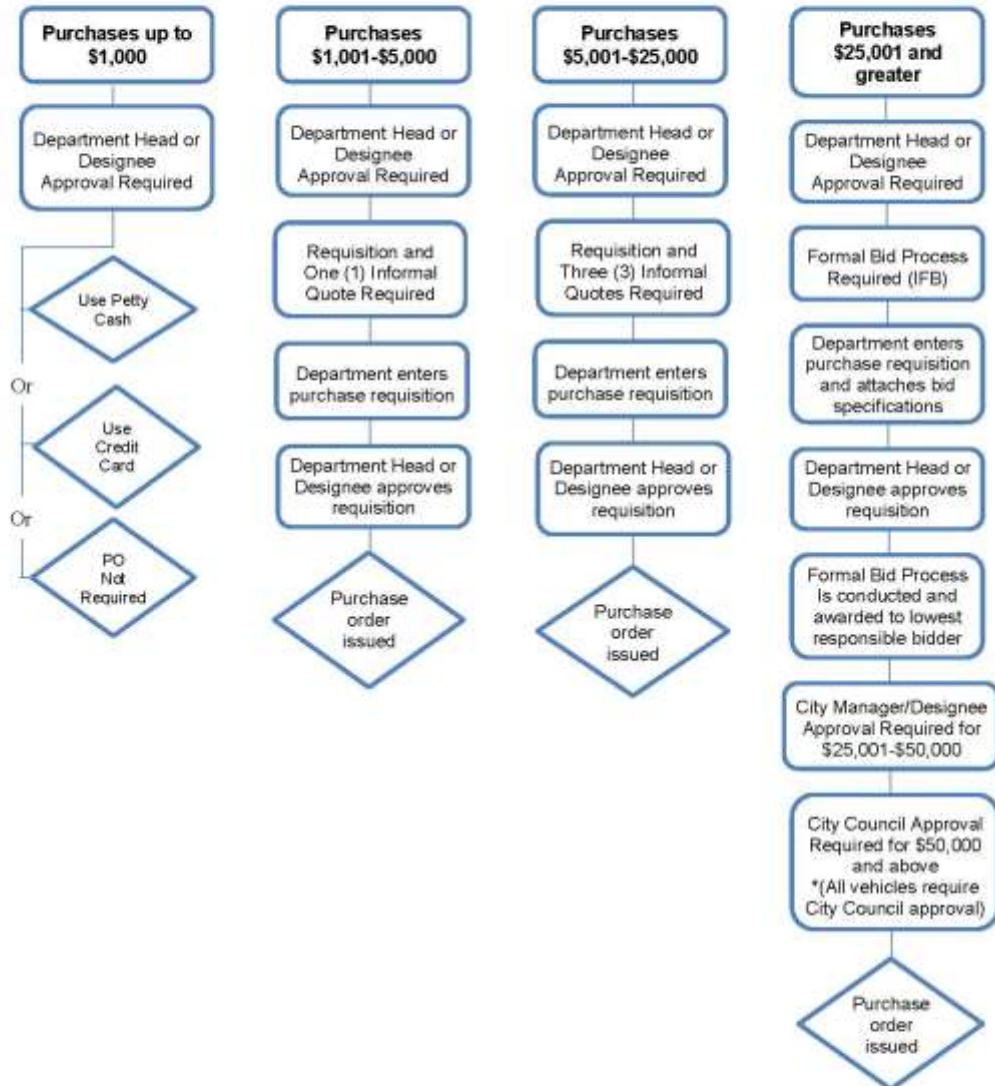 Purchases up to
$1,000
Department Head or
Designee
Approval Required
Use Petty
Cash
Or
Use
Credit
Card
Or
PO
Not
Required
Purchases
$1,001-$5,000
Department Head or
Designee
Approval Required
Requisition and
One (1) Informal
Quote Required
Department enters
purchase requisition
Department Head or
Designee approves
requisition
Purchase
order
issued
Purchases
$5,001-$25,000
Department Head or
Designee
Approval Required
Requisition and
Three (3) Informal
Quotes Required
Department enters
purchase requisition
Department Head or
Designee approves
requisition
Purchase
order
issued
Purchases
$25,001 and
greater
Department Head or
Designee
Approval Required
Formal Bid Process
Required (IFB)
Department enters
purchase requisition
and attaches bid
specifications
Department Head or
Designee approves
requisition
Formal Bid Process
Is conducted and
awarded to lowest
responsible bidder
City Manager/Designee
Approval Required for
$25,001-$50,000
City Council Approval
Required for $50,000
and above
*(All vehicles require
City Council approval)
Purchase
order
issued